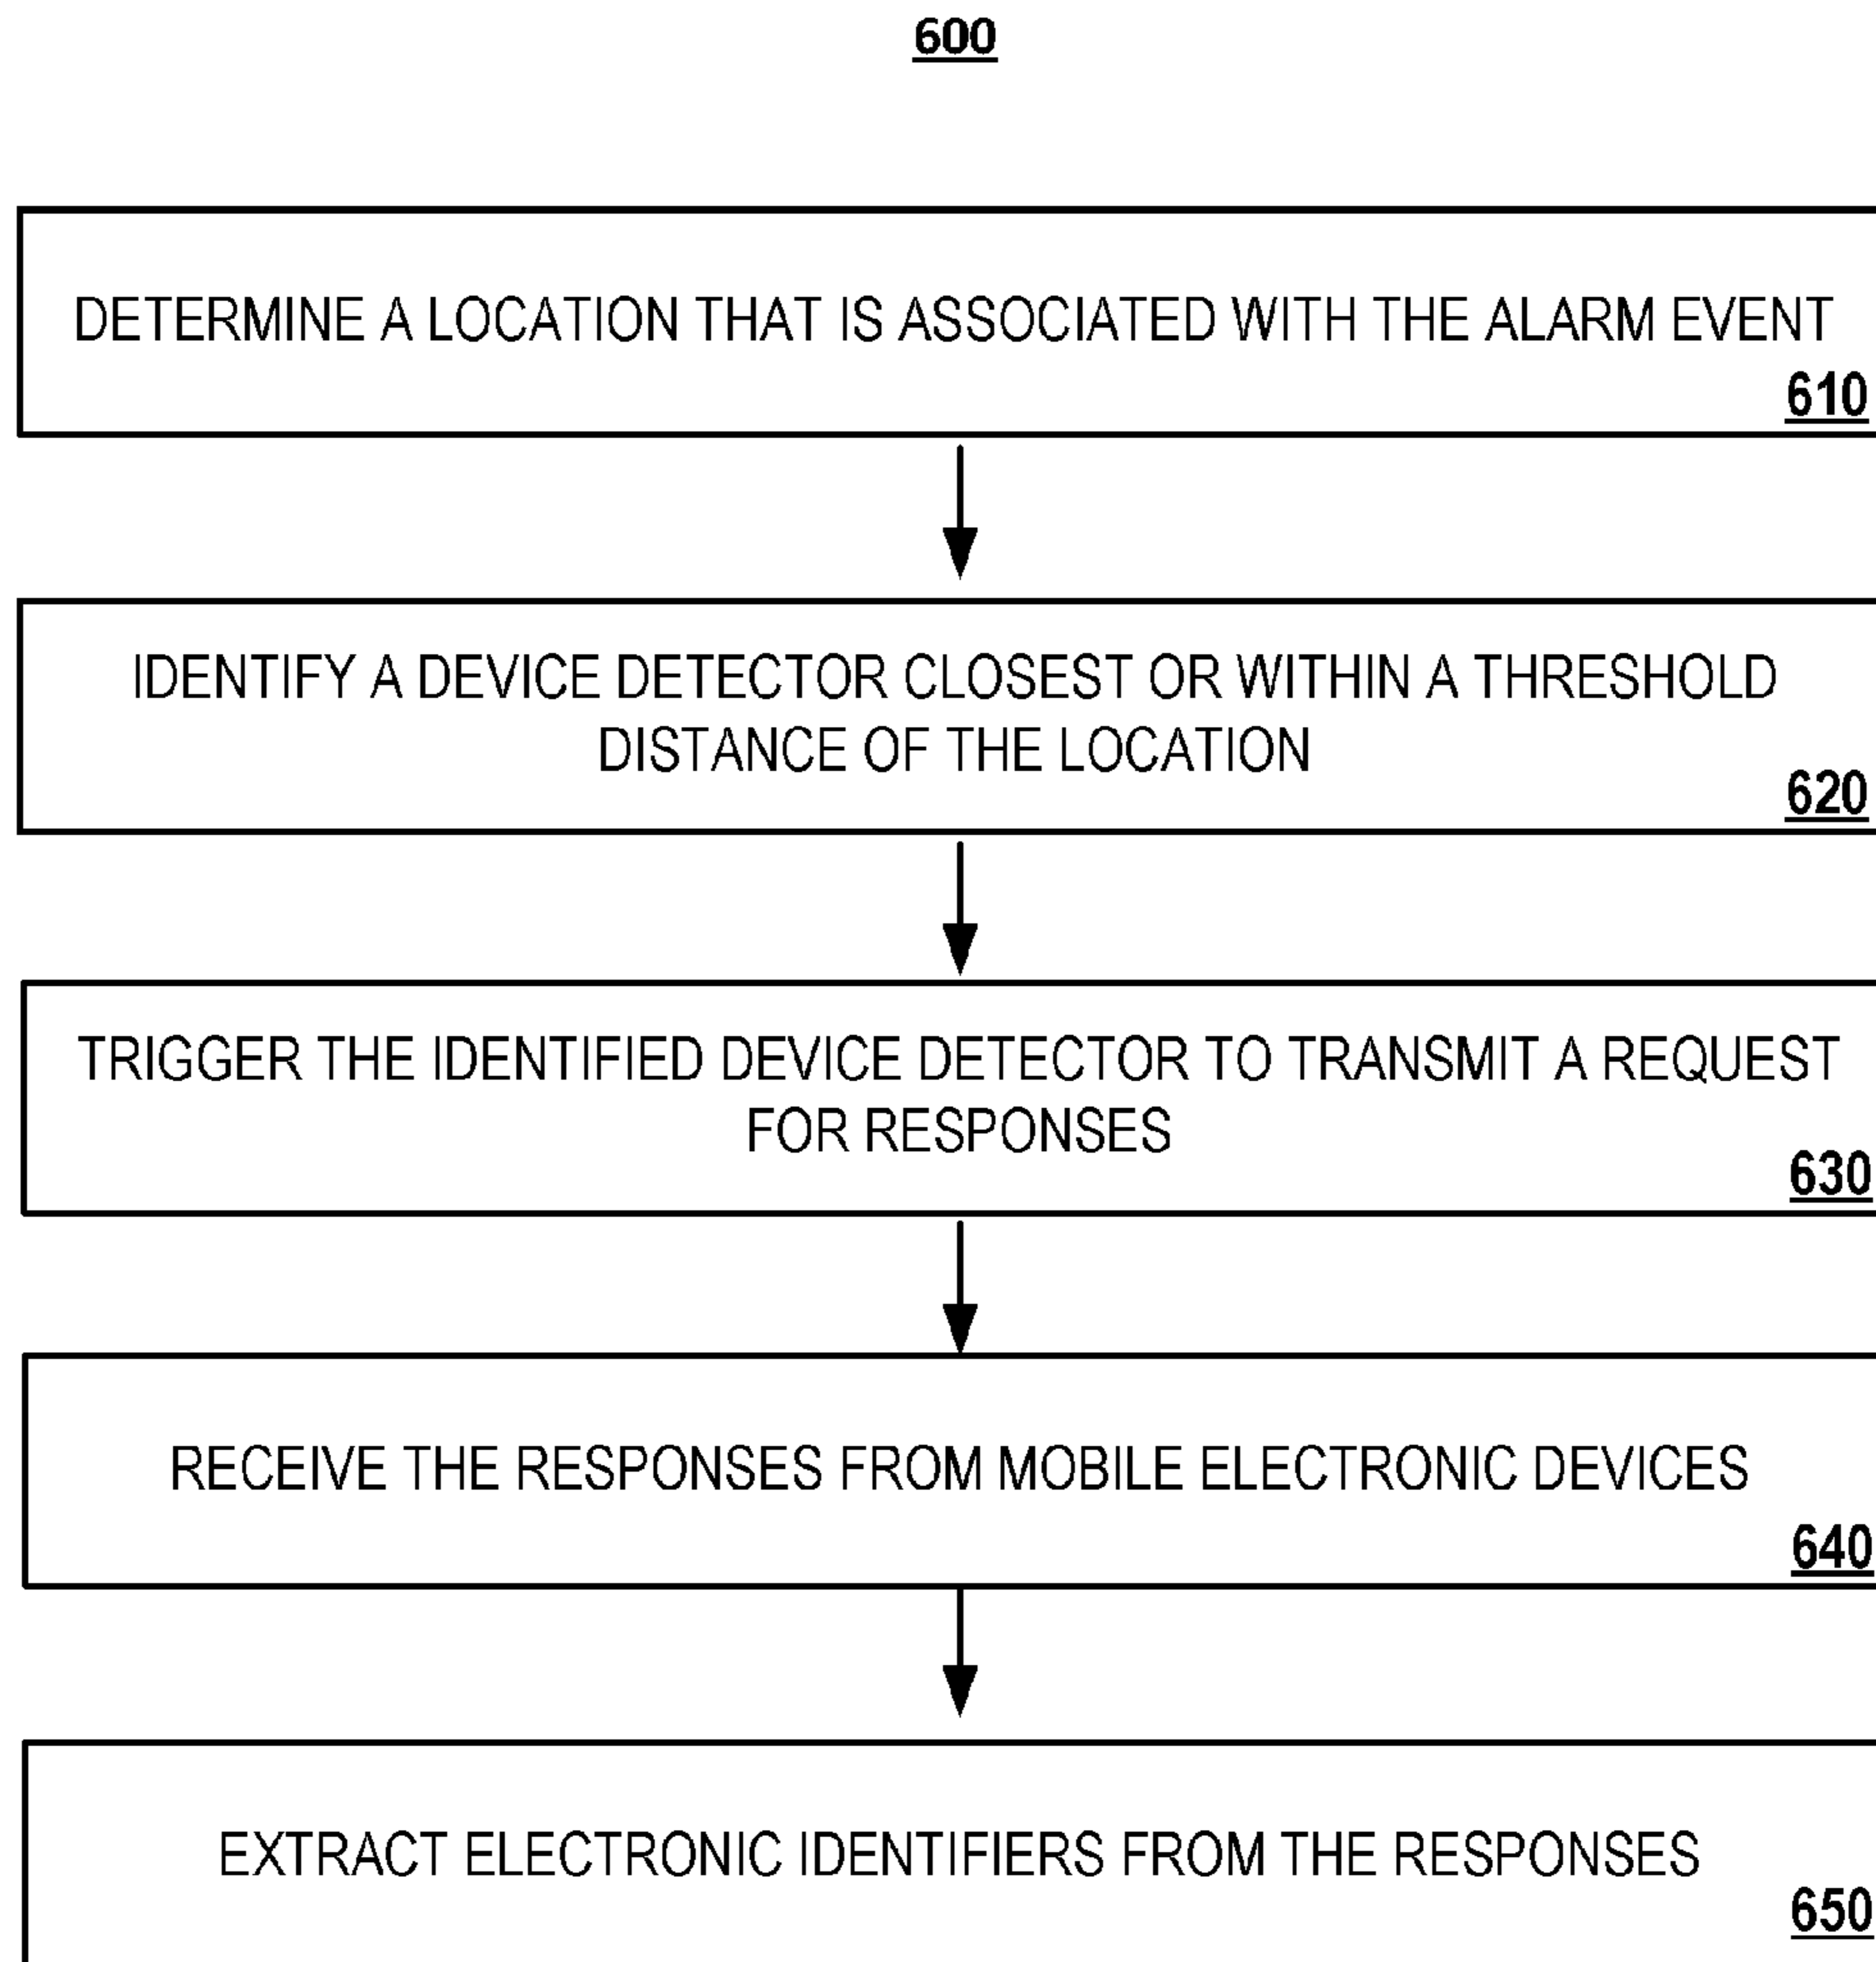 600
DETERMINE A LOCATION THAT IS ASSOCIATED WITH THE ALARM EVENT
610
IDENTIFY A DEVICE DETECTOR CLOSEST OR WITHIN A THRESHOLD
DISTANCE OF THE LOCATION
620
TRIGGER THE IDENTIFIED DEVICE DETECTOR TO TRANSMIT A REQUEST
FOR RESPONSES
630
RECEIVE THE RESPONSES FROM MOBILE ELECTRONIC DEVICES
640
EXTRACT ELECTRONIC IDENTIFIERS FROM THE RESPONSES
650